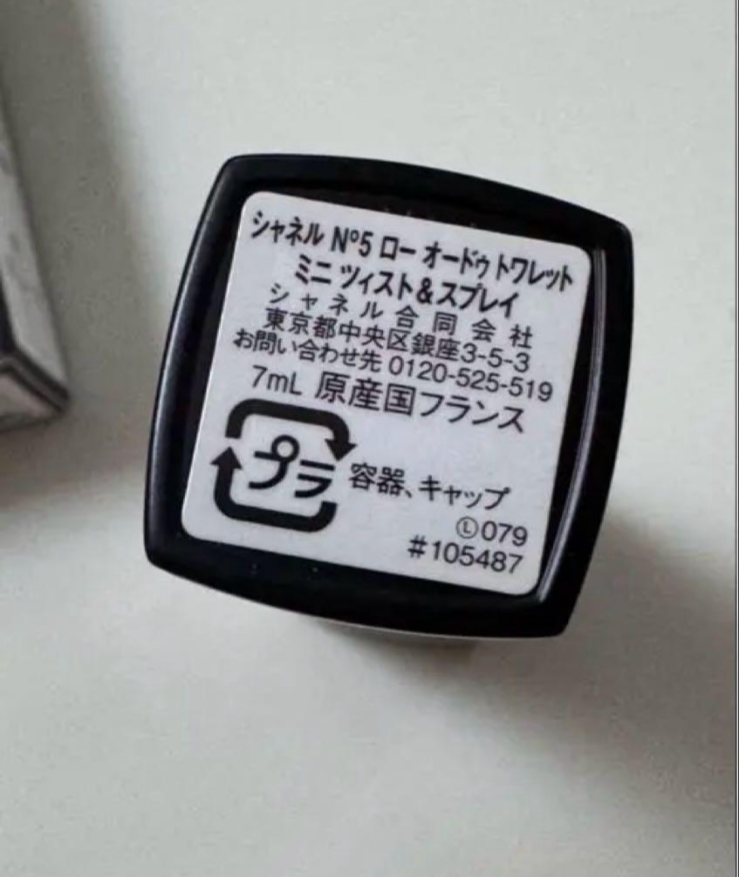 シャネル N°5 ロー オードゥ トワレット
ミニ ツィスト&スプレイ
シャネル合同会社
東京都中央区銀座3-5-3
お問い合わせ先 0120-525-519
7mL 原産国フランス
プラ 容器、キャップ
Ⓛ079
#105487